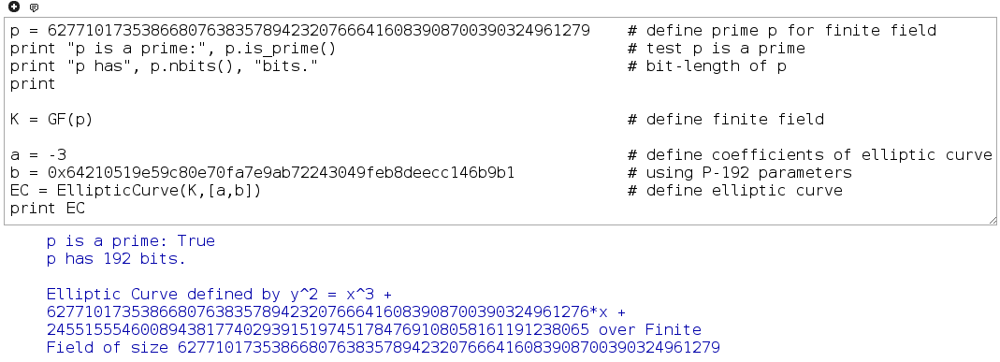 p = 6277101735386680763835789423207666416083908700390324961279 # define prime p for finite field
print "p is a prime:", p.is_prime() # test p is a prime
print "p has", p.nbits(), "bits." # bit-length of p
print
K = GF(p) # define finite field
a = -3 # define coefficients of elliptic curve
b = 0x64210519e59c80e70fa7e9ab72243049feb8deecc146b9b1 # using P-192 parameters
EC = EllipticCurve(K,[a,b]) # define elliptic curve
print EC
p is a prime: True
p has 192 bits.
Elliptic Curve defined by y^2 = x^3 +
6277101735386680763835789423207666416083908700390324961276*x +
2455155546008943817740293915197451784769108058161191238065 over Finite
Field of size 6277101735386680763835789423207666416083908700390324961279